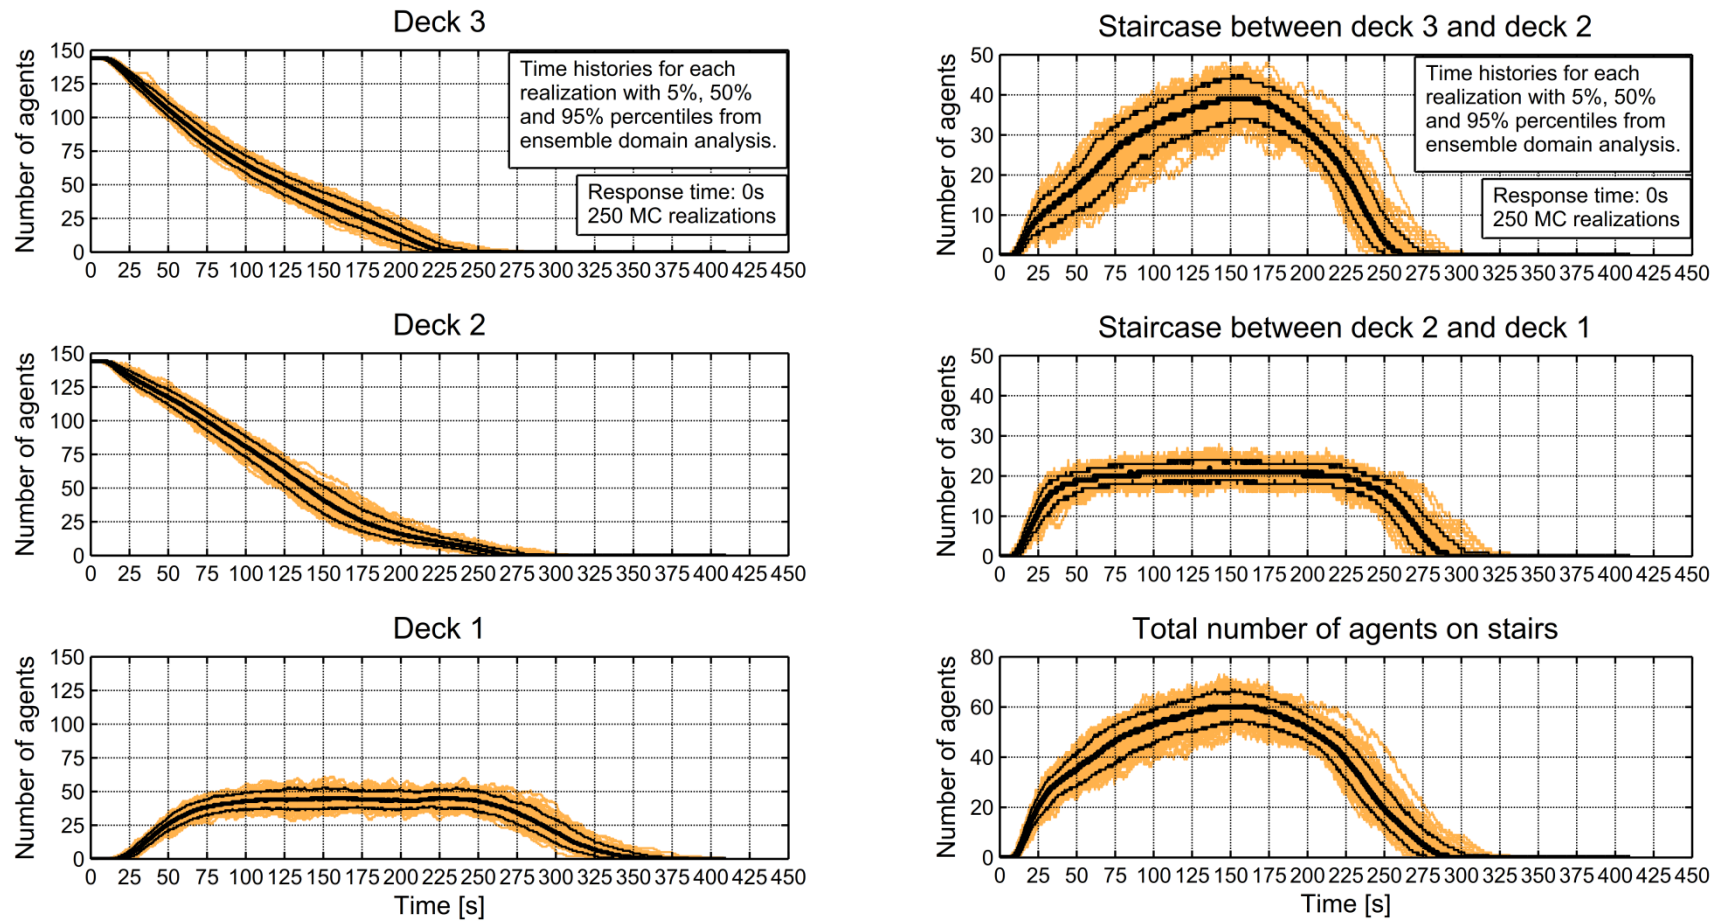 Deck 3
Number of agents
150
125
100
75
50
25
0
0 25 50 75 100 125 150 175 200 225 250 275 300 325 350 375 400 425 450
Time histories for each
realization with 5%, 50%
and 95% percentiles from
ensemble domain analysis.
Response time: 0s
250 MC realizations
Staircase between deck 3 and deck 2
Number of agents
50
40
30
20
10
0
0 25 50 75 100 125 150 175 200 225 250 275 300 325 350 375 400 425 450
Time histories for each
realization with 5%, 50%
and 95% percentiles from
ensemble domain analysis.
Response time: 0s
250 MC realizations
Deck 2
Number of agents
150
125
100
75
50
25
0
0 25 50 75 100 125 150 175 200 225 250 275 300 325 350 375 400 425 450
Staircase between deck 2 and deck 1
Number of agents
50
40
30
20
10
0
0 25 50 75 100 125 150 175 200 225 250 275 300 325 350 375 400 425 450
Deck 1
Number of agents
150
125
100
75
50
25
0
0 25 50 75 100 125 150 175 200 225 250 275 300 325 350 375 400 425 450
Time [s]
Total number of agents on stairs
Number of agents
80
60
40
20
0
0 25 50 75 100 125 150 175 200 225 250 275 300 325 350 375 400 425 450
Time [s]